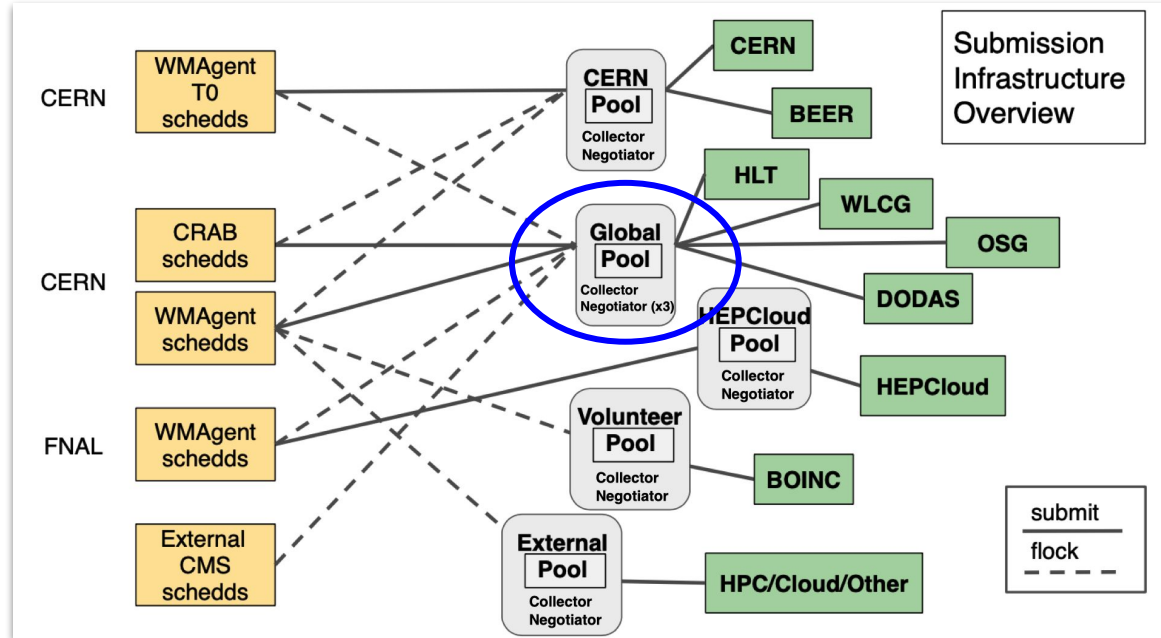 CERN
WMAgent
T0
schedds
CERN
Pool
Collector
Negotiator
CERN
BEER
Submission
Infrastructure
Overview
CERN
CRAB
schedds
WMAgent
schedds
Global
Pool
Collector
Negotiator (x3)
HLT
WLCG
OSG
DODAS
HEPCloud
Pool
Collector
Negotiator
HEPCloud
FNAL
WMAgent
schedds
Volunteer
Pool
Collector
Negotiator
BOINC
External
CMS
schedds
External
Pool
Collector
Negotiator
HPC/Cloud/Other
submit
flock